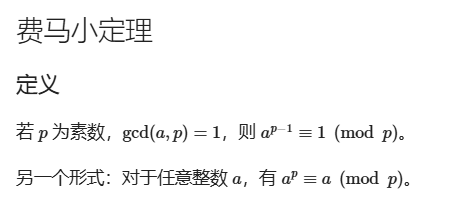 费马小定理
定义
若 p 为素数，gcd(a, p) = 1，则 a^{p−1} ≡ 1 (mod p)。
另一个形式：对于任意整数 a，有 a^p ≡ a (mod p)。